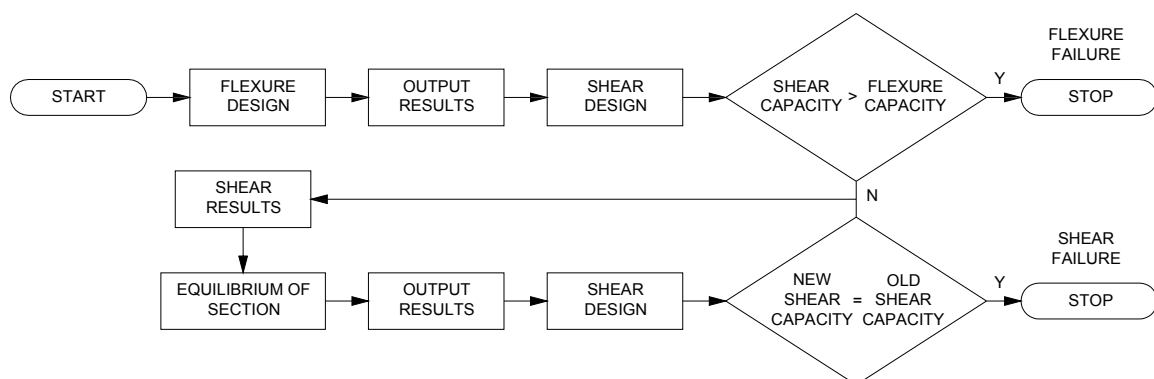 START
FLEXURE
DESIGN
OUTPUT
RESULTS
SHEAR
DESIGN
SHEAR
CAPACITY
>
FLEXURE
CAPACITY
Y
FLEXURE
FAILURE
STOP
N
SHEAR
RESULTS
EQUILIBRIUM OF
SECTION
OUTPUT
RESULTS
SHEAR
DESIGN
NEW
SHEAR
CAPACITY
=
OLD
SHEAR
CAPACITY
Y
SHEAR
FAILURE
STOP